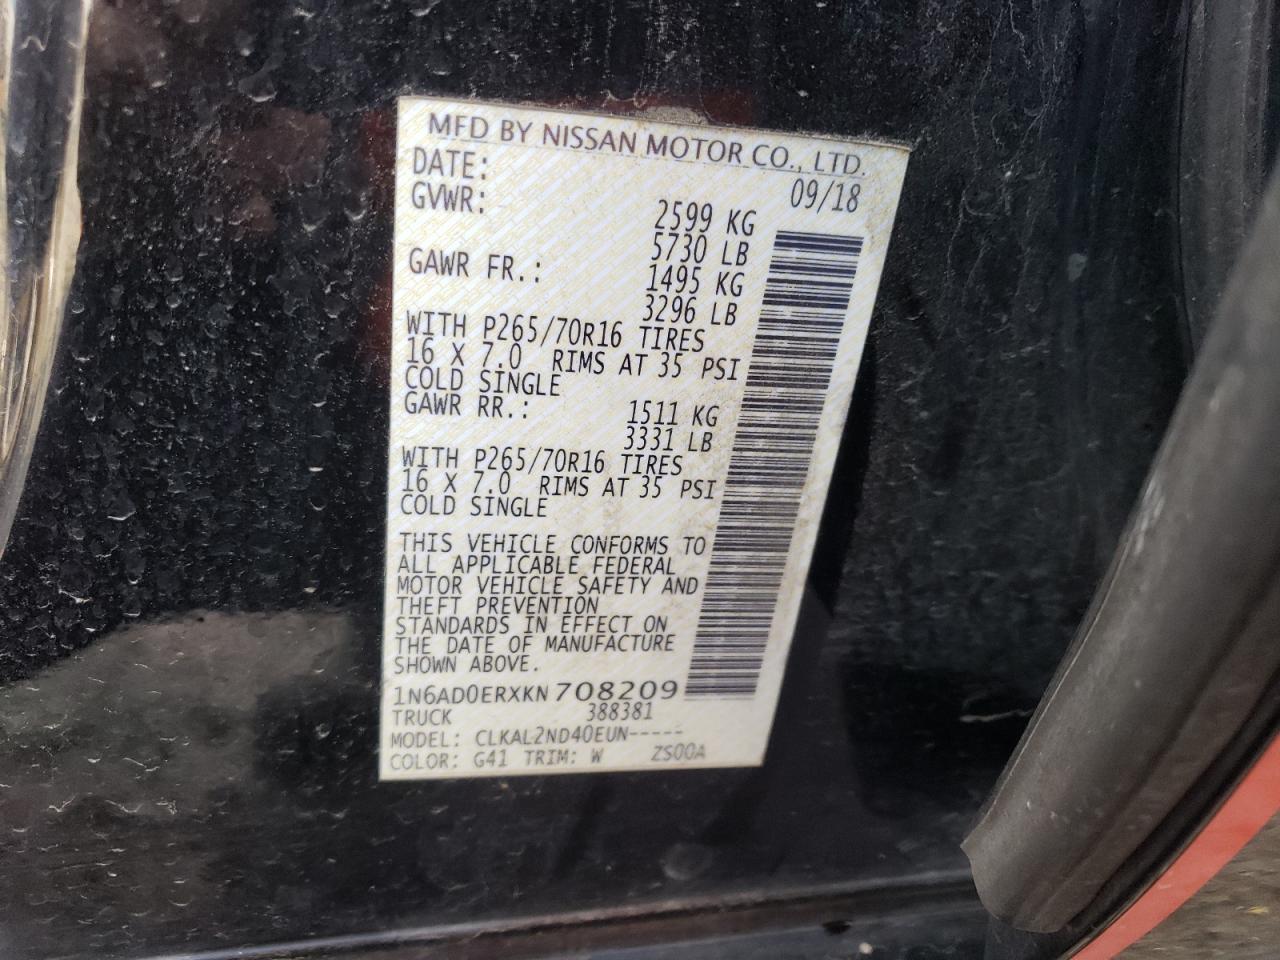 MFD BY NISSAN MOTOR CO., LTD.
DATE: 09/18
GVWR: 2599 KG
5730 LB
GAWR FR.: 1495 KG
3296 LB
WITH P265/70R16 TIRES
16 X 7.0 RIMS AT 35 PSI
COLD SINGLE
GAWR RR.: 1511 KG
3331 LB
WITH P265/70R16 TIRES
16 X 7.0 RIMS AT 35 PSI
COLD SINGLE
THIS VEHICLE CONFORMS TO
ALL APPLICABLE FEDERAL
MOTOR VEHICLE SAFETY AND
THEFT PREVENTION
STANDARDS IN EFFECT ON
THE DATE OF MANUFACTURE
SHOWN ABOVE.
1N6AD0ERXKN708209
TRUCK 388381
MODEL: CLKAL2ND40EUN-----
COLOR: G41 TRIM: W ZS00A